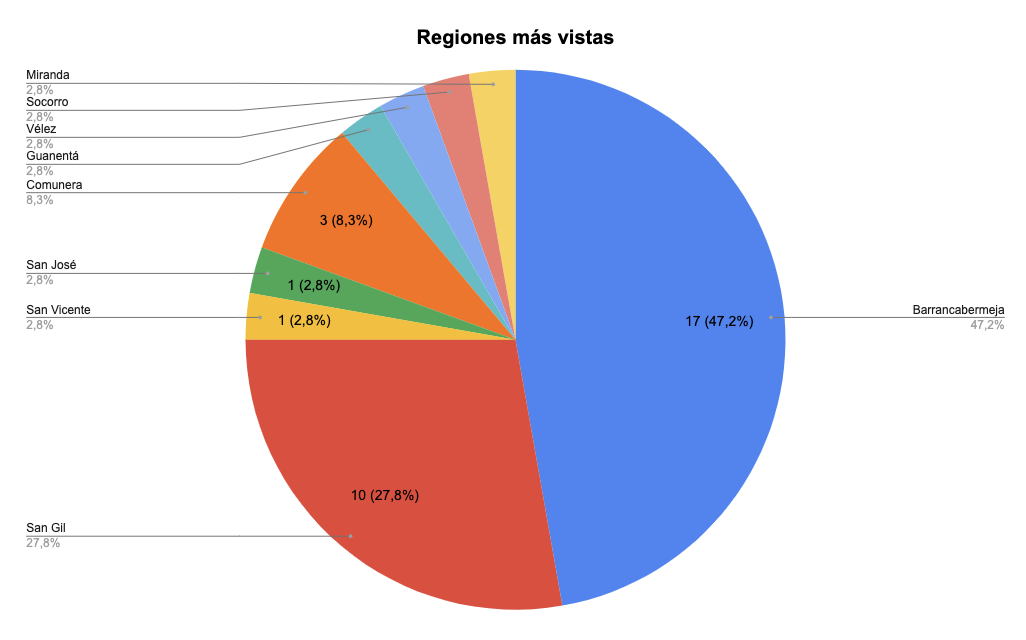 Regiones más vistas
Miranda
2,8%
Socorro
2,8%
Vélez
2,8%
Guanentá
2,8%
Comunera
8,3%
3 (8,3%)
San José
2,8%
1 (2,8%)
San Vicente
2,8%
1 (2,8%)
Barrancabermeja
47,2%
17 (47,2%)
10 (27,8%)
San Gil
27,8%